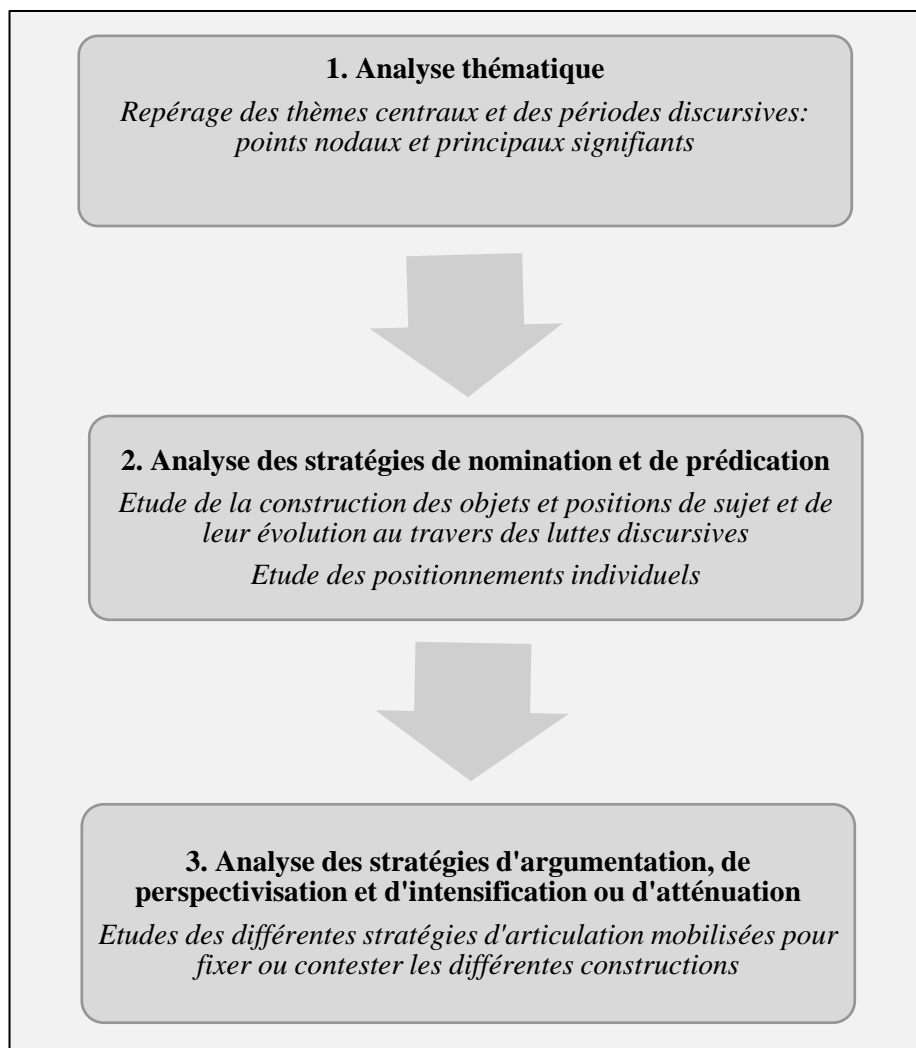 1. Analyse thématique
Repérage des thèmes centraux et des périodes discursives:
points nodaux et principaux signifiants
2. Analyse des stratégies de nomination et de prédication
Etude de la construction des objets et positions de sujet et de
leur évolution au travers des luttes discursives
Etude des positionnements individuels
3. Analyse des stratégies d'argumentation, de
perspectivisation et d'intensification ou d'atténuation
Etudes des différentes stratégies d'articulation mobilisées pour
fixer ou contester les différentes constructions